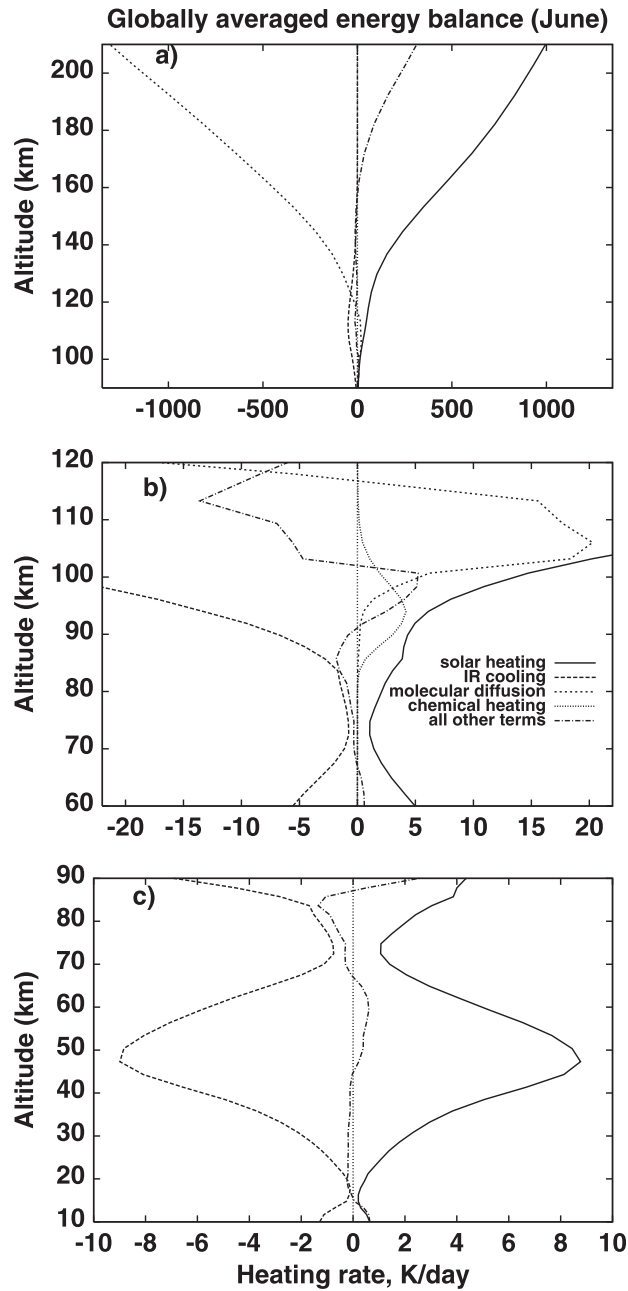 Globally averaged energy balance (June)
a)
200
180
160
140
120
100
Altitude (km)
-1000 -500 0 500 1000
b)
120
110
100
90
80
70
60
Altitude (km)
solar heating
IR cooling
molecular diffusion
chemical heating
all other terms
-20 -15 -10 -5 0 5 10 15 20
c)
90
80
70
60
50
40
30
20
10
Altitude (km)
-10 -8 -6 -4 -2 0 2 4 6 8 10
Heating rate, K/day